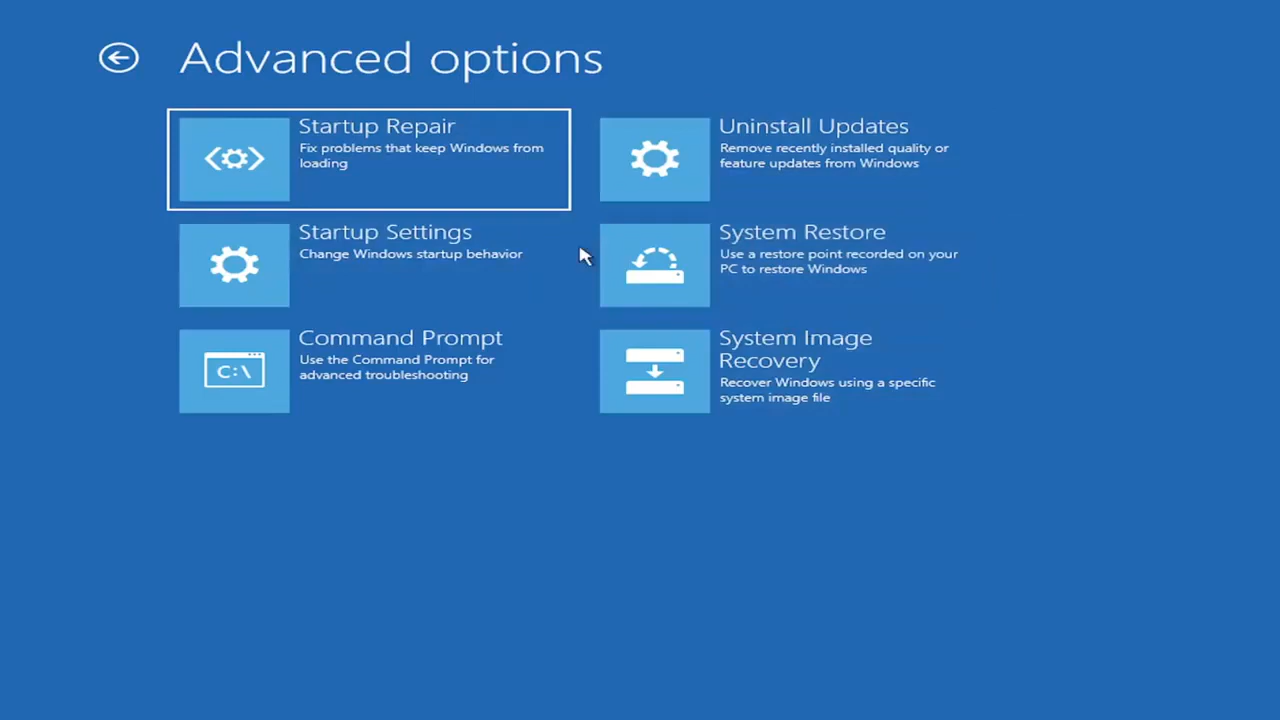 Advanced options
Startup Repair
Fix problems that keep Windows from
loading
Uninstall Updates
Remove recently installed quality or
feature updates from Windows
Startup Settings
Change Windows startup behavior
System Restore
Use a restore point recorded on your
PC to restore Windows
Command Prompt
C:\
Use the Command Prompt for
advanced troubleshooting
System Image
Recovery
Recover Windows using a specific
system image file